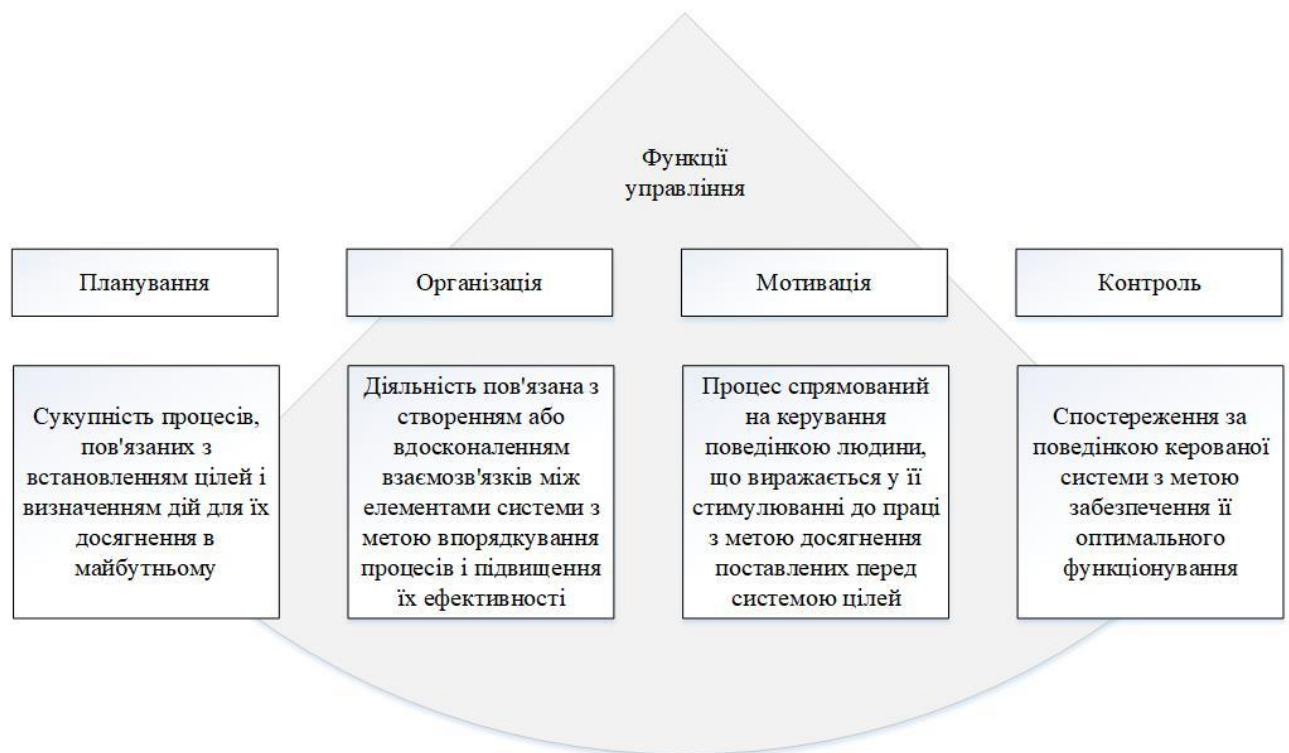 Функції
управління
Планування
Організація
Мотивація
Контроль
Сукупність процесів,
пов'язаних з
встановленням цілей і
визначенням дій для їх
досягнення в
майбутньому
Діяльність пов'язана з
створенням або
вдосконаленням
взаємозв'язків між
елементами системи з
метою впорядкування
процесів і підвищення
їх ефективності
Процес спрямований
на керування
поведінкою людини,
що виражається у її
стимулюванні до праці
з метою досягнення
поставлених перед
системою цілей
Спостереження за
поведінкою керованої
системи з метою
забезпечення її
оптимального
функціонування